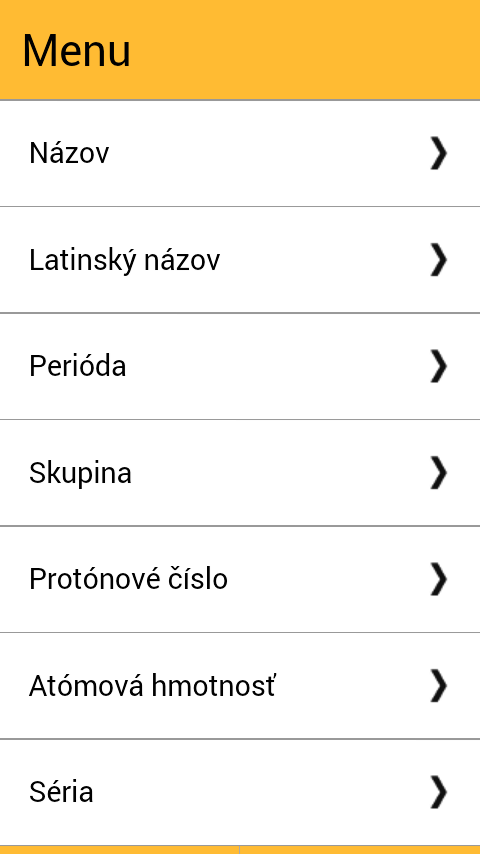 Menu
Názov
Latinský názov
Perióda
Skupina
Protónové číslo
Atómová hmotnosť
Séria